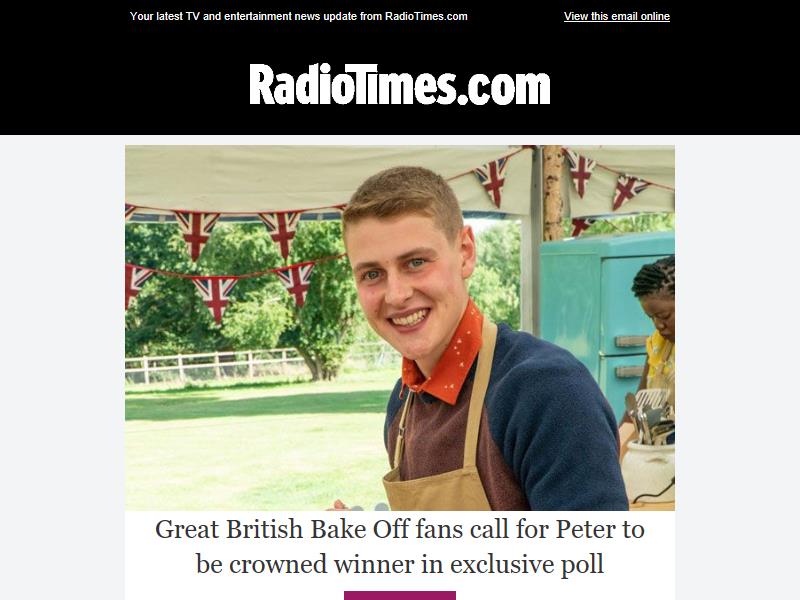 Your latest TV and entertainment news update from RadioTimes.com
View this email online
RadioTimes.com
Great British Bake Off fans call for Peter to
be crowned winner in exclusive poll